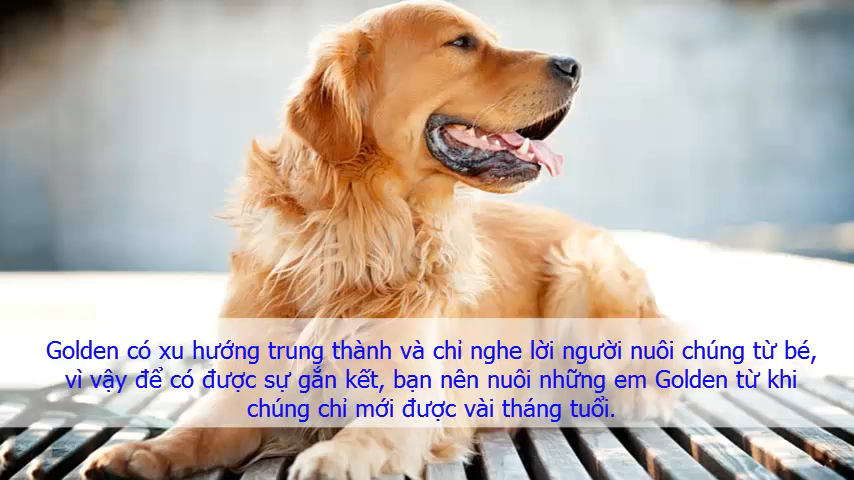 Golden có xu hướng trung thành và chỉ nghe lời người nuôi chúng từ bé,
vì vậy để có được sự gắn kết, bạn nên nuôi những em Golden từ khi
chúng chỉ mới được vài tháng tuổi.